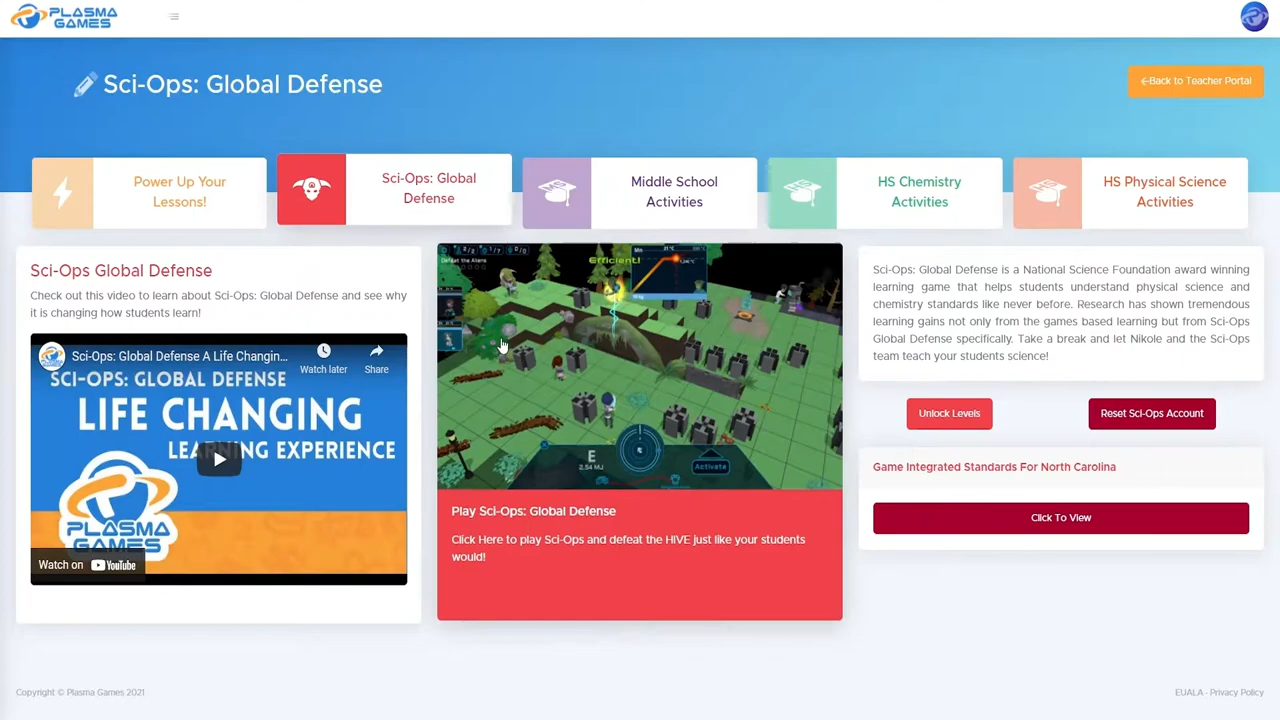 PLASMA
GAMES
Sci-Ops: Global Defense
←Back to Teacher Portal
Power Up Your
Lessons!
Sci-Ops: Global
Defense
Middle School
Activities
HS Chemistry
Activities
HS Physical Science
Activities
Sci-Ops Global Defense
Check out this video to learn about Sci-Ops: Global Defense and see why
it is changing how students learn!
Sci-Ops: Global Defense A Life Changin...
Watch later
Share
SCI-OPS: GLOBAL DEFENSE
LIFE CHANGING
LEARNING EXPERIENCE
PLASMA
GAMES
Watch on YouTube
Defeat the Aliens
Efficient!
Min
21 °C
E
2.54 MJ
Activate
Play Sci-Ops: Global Defense
Click Here to play Sci-Ops and defeat the HIVE just like your students
would!
Sci-Ops: Global Defense is a National Science Foundation award winning
learning game that helps students understand physical science and
chemistry standards like never before. Research has shown tremendous
learning gains not only from the games based learning but from Sci-Ops
Global Defense specifically. Take a break and let Nikole and the Sci-Ops
team teach your students science!
Unlock Levels
Reset Sci-Ops Account
Game Integrated Standards For North Carolina
Click To View
Copyright © Plasma Games 2021
EUALA · Privacy Policy